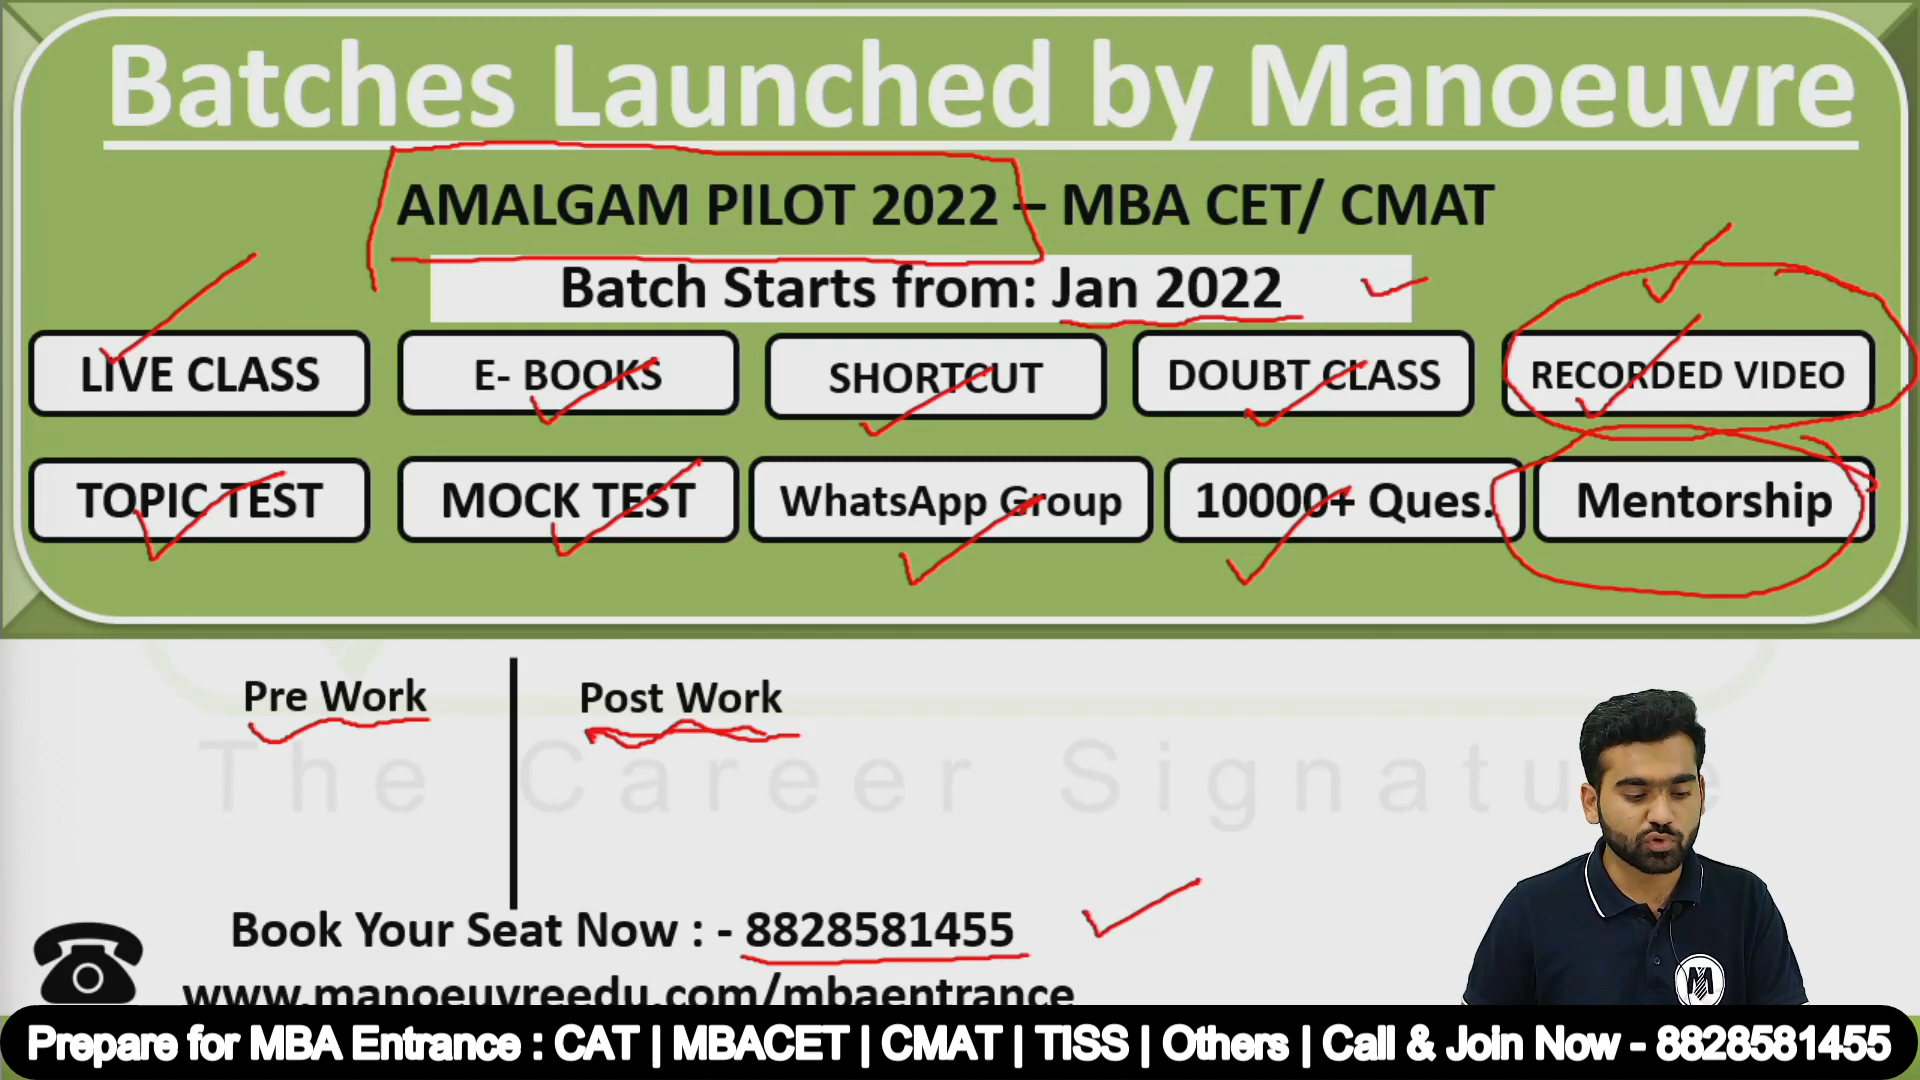 Batches Launched by Manoeuvre
AMALGAM PILOT 2022 – MBA CET/ CMAT
Batch Starts from: Jan 2022
LIVE CLASS
E- BOOKS
SHORTCUT
DOUBT CLASS
RECORDED VIDEO
TOPIC TEST
MOCK TEST
WhatsApp Group
10000+ Ques.
Mentorship
Pre Work
Post Work
The Career Signature
Book Your Seat Now : - 8828581455
www.manoeuvreedu.com/mbaentrance
M
Prepare for MBA Entrance : CAT | MBACET | CMAT | TISS | Others | Call & Join Now - 8828581455